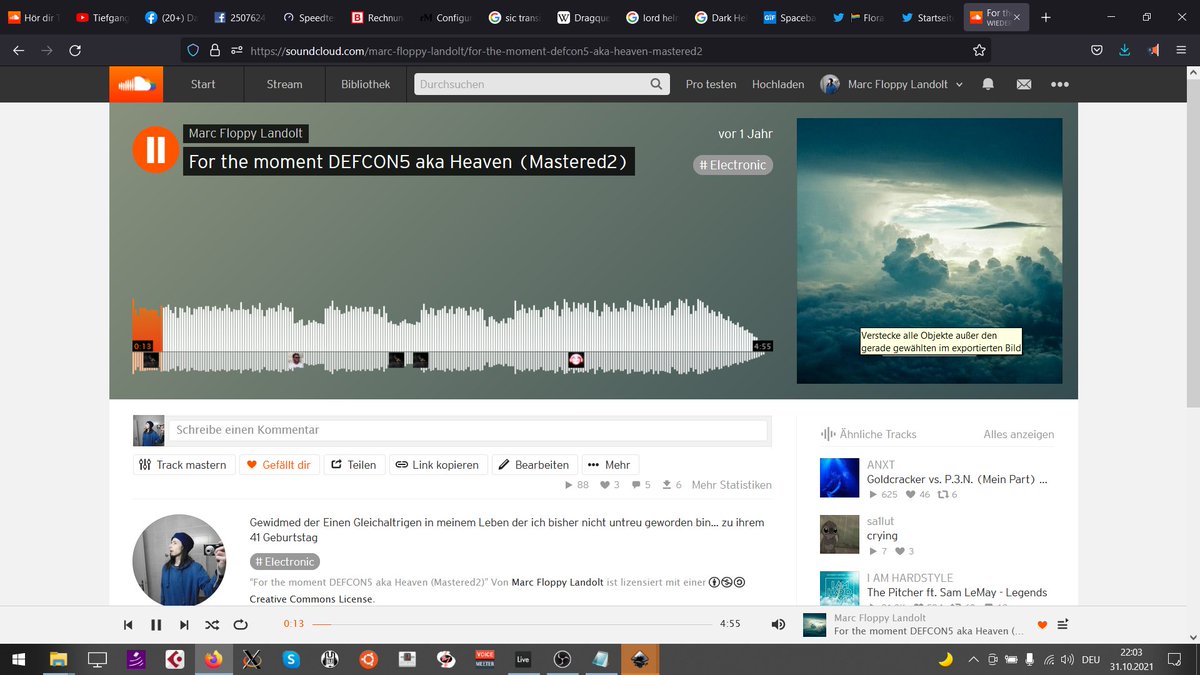 Hör dir T
Tiefgang
(20+) Da
2507624
Speedte
Rechnun
Configur
sic transi
Dragque
lord heln
Dark Hel
Spaceba
Flora
Startseite
For th
WIEDER
https://soundcloud.com/marc-floppy-landolt/for-the-moment-defcon5-aka-heaven-mastered2
Start
Stream
Bibliothek
Durchsuchen
Pro testen
Hochladen
Marc Floppy Landolt
Marc Floppy Landolt
vor 1 Jahr
For the moment DEFCON5 aka Heaven (Mastered2)
# Electronic
0:13
4:55
Verstecke alle Objekte außer den
gerade gewählten im exportierten Bild
Schreibe einen Kommentar
Track mastern
Gefällt dir
Teilen
Link kopieren
Bearbeiten
Mehr
88
3
5
6
Mehr Statistiken
Gewidmed der Einen Gleichaltrigen in meinem Leben der ich bisher nicht untreu geworden bin... zu ihrem
41 Geburtstag
# Electronic
"For the moment DEFCON5 aka Heaven (Mastered2)" Von Marc Floppy Landolt ist lizensiert mit einer
Creative Commons License.
Ähnliche Tracks
Alles anzeigen
ANXT
Goldcracker vs. P.3.N. (Mein Part) ...
625
46
6
sa1lut
crying
7
3
I AM HARDSTYLE
The Pitcher ft. Sam LeMay - Legends
0:13
4:55
Marc Floppy Landolt
For the moment DEFCON5 aka Heaven (...
VOICE
MEETER
Live
DEU
22:03
31.10.2021